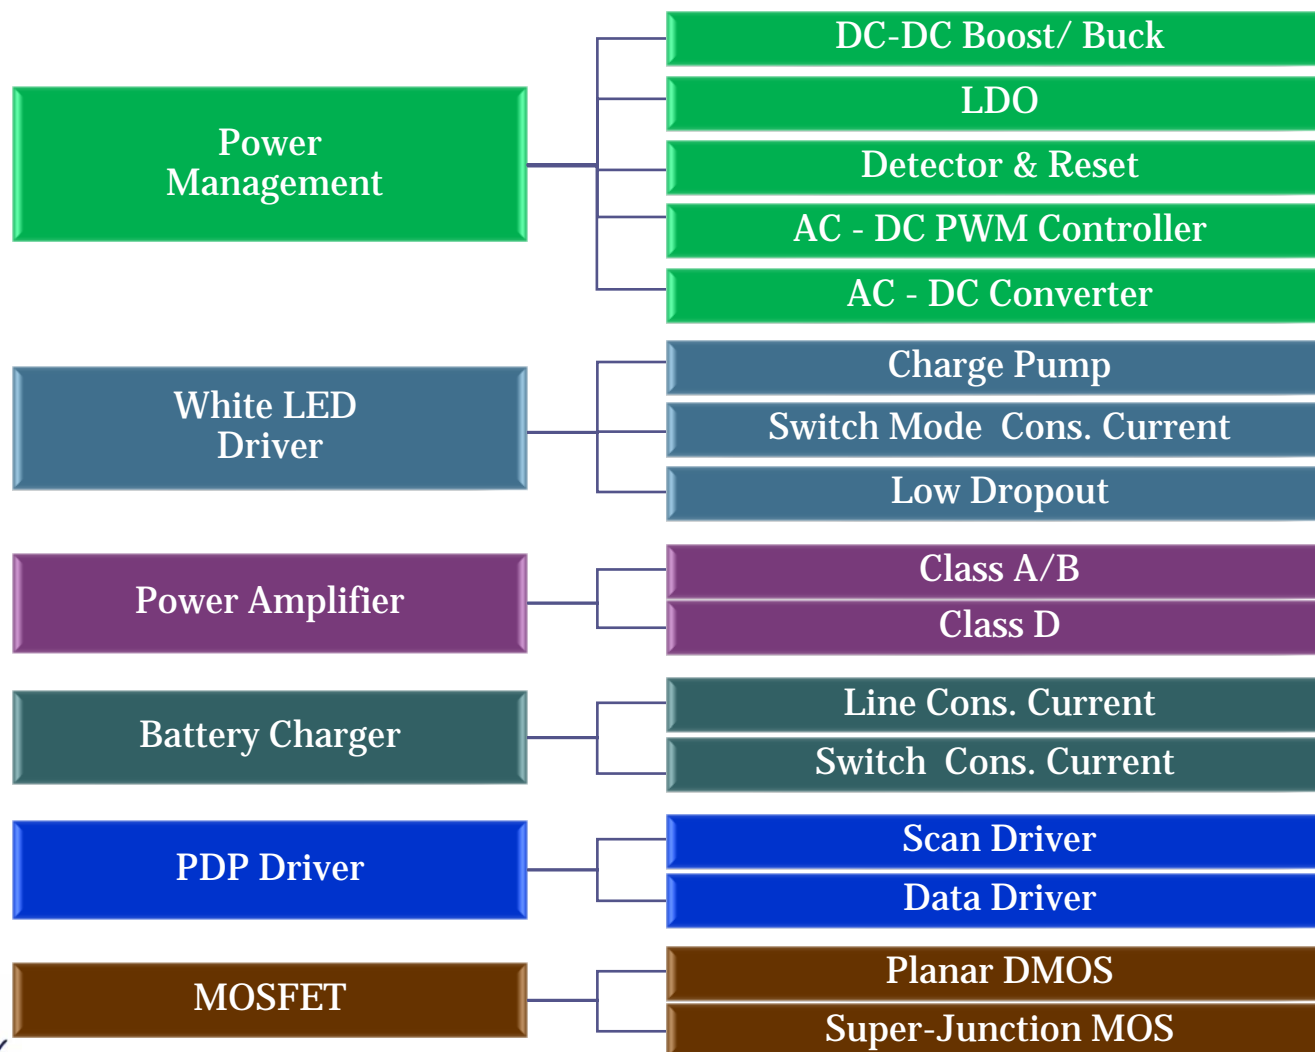 Power
Management
DC-DC Boost/ Buck
LDO
Detector & Reset
AC - DC PWM Controller
AC - DC Converter
White LED
Driver
Charge Pump
Switch Mode  Cons. Current
Low Dropout
Power Amplifier
Class A/B
Class D
Battery Charger
Line Cons. Current
Switch  Cons. Current
PDP Driver
Scan Driver
Data Driver
MOSFET
Planar DMOS
Super-Junction MOS